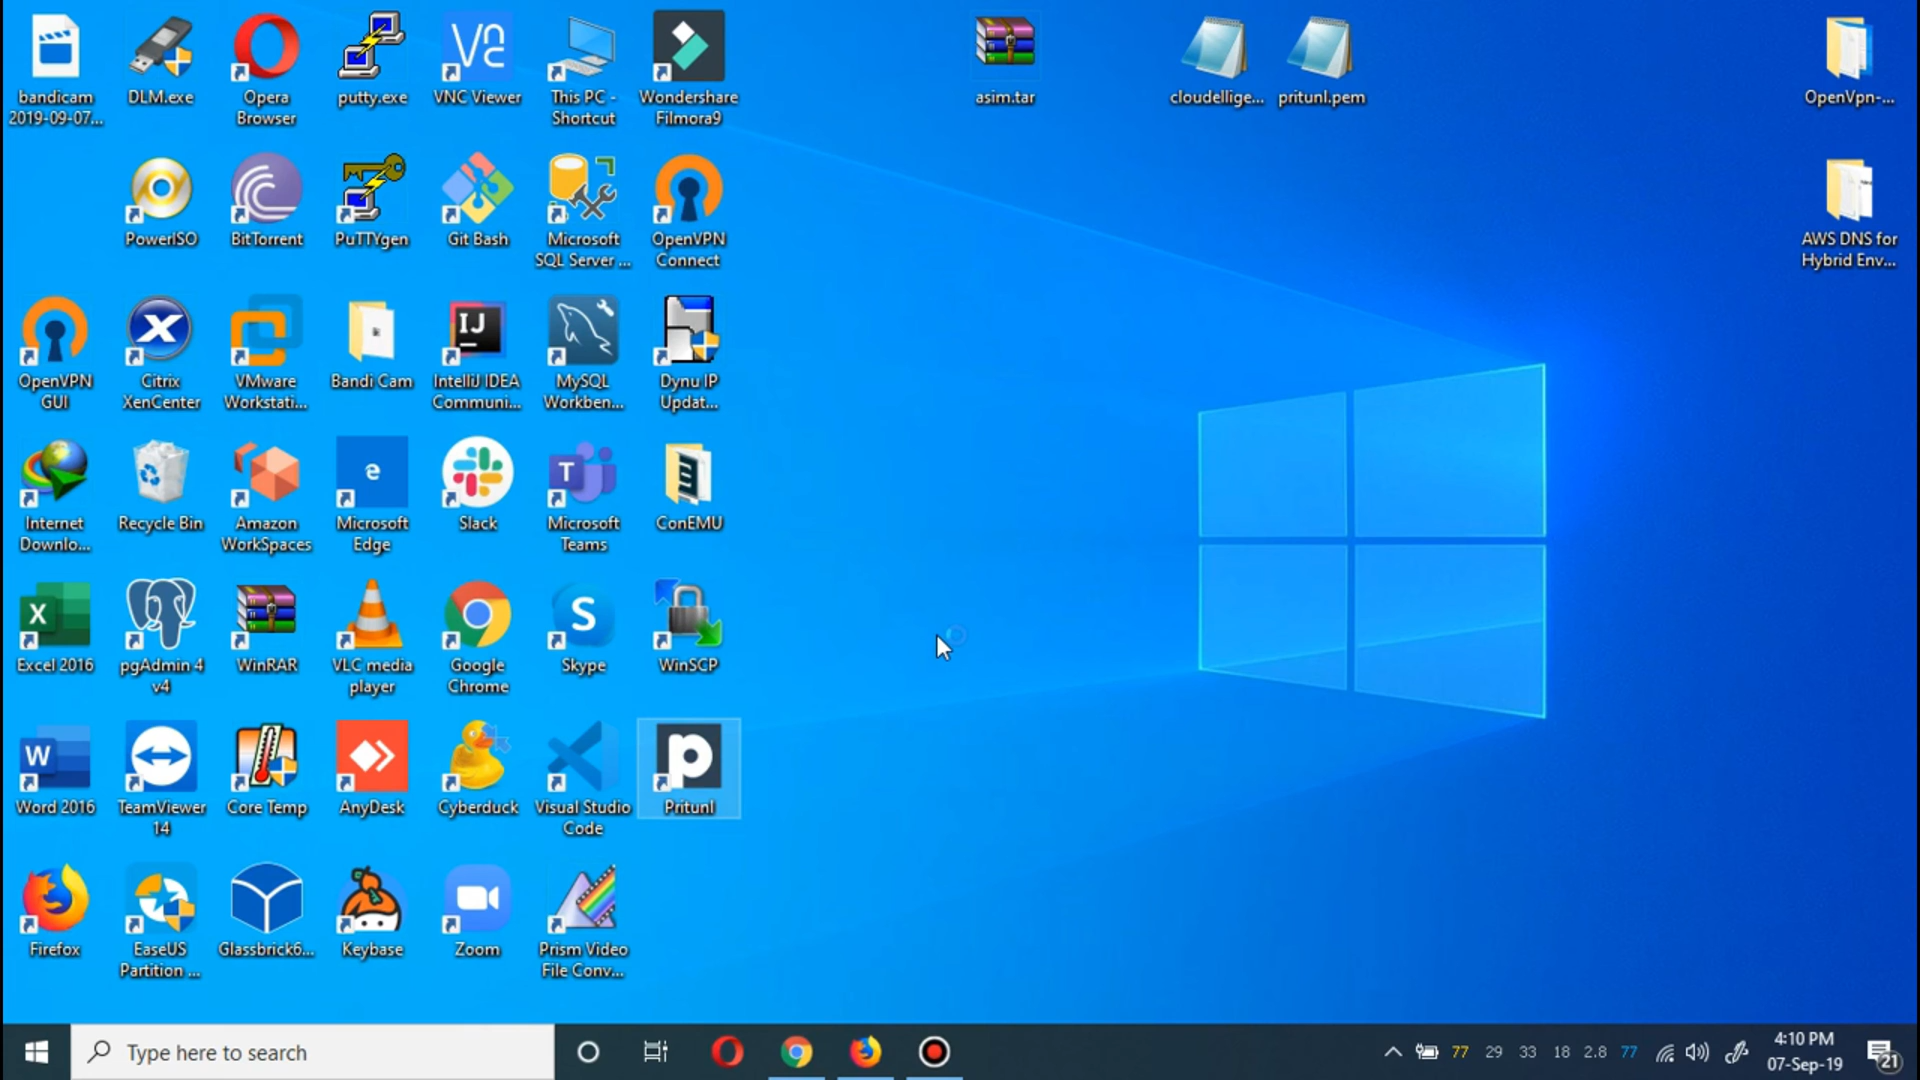 bandicam
2019-09-07...
DLM.exe
Opera
Browser
putty.exe
VNC Viewer
This PC -
Shortcut
Wondershare
Filmora9
asim.tar
cloudellige...
pritunl.pem
OpenVpn-...
PowerISO
BitTorrent
PuTTYgen
Git Bash
Microsoft
SQL Server ...
OpenVPN
Connect
AWS DNS for
Hybrid Env...
OpenVPN
GUI
Citrix
XenCenter
VMware
Workstati...
Bandi Cam
IntelliJ IDEA
Communi...
MySQL
Workben...
Dynu IP
Updat...
Internet
Downlo...
Recycle Bin
Amazon
WorkSpaces
Microsoft
Edge
Slack
Microsoft
Teams
ConEMU
Excel 2016
pgAdmin 4
v4
WinRAR
VLC media
player
Google
Chrome
Skype
WinSCP
Word 2016
TeamViewer
14
Core Temp
AnyDesk
Cyberduck
Visual Studio
Code
Pritunl
Firefox
EaseUS
Partition ...
Glassbrick6...
Keybase
Zoom
Prism Video
File Conv...
Type here to search
77 29 33 18 2.8 77
4:10 PM
07-Sep-19
21